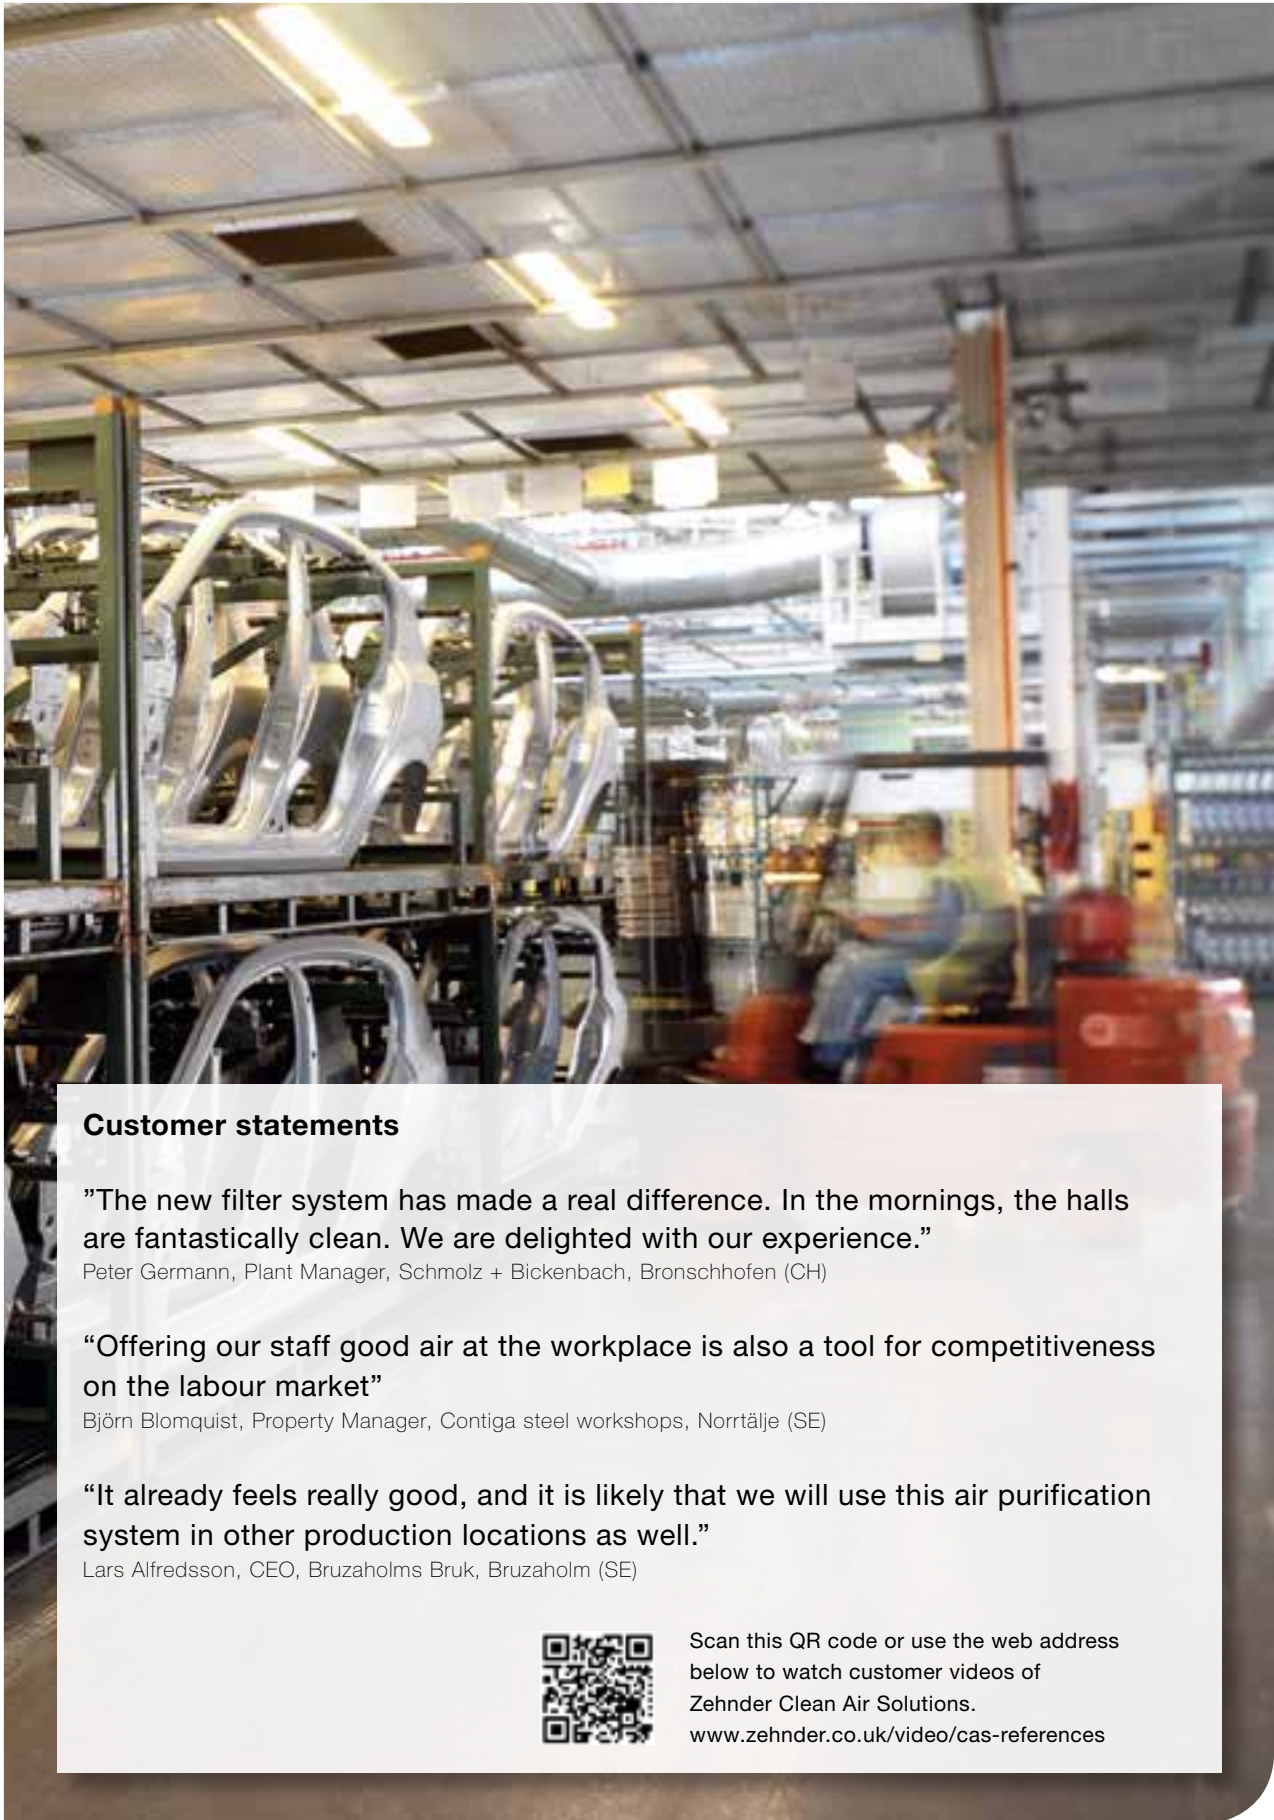 Customer statements
”The new filter system has made a real difference. In the mornings, the halls
are fantastically clean. We are delighted with our experience.”
Peter Germann, Plant Manager, Schmolz + Bickenbach, Bronschhofen (CH)
“Offering our staff good air at the workplace is also a tool for competitiveness
on the labour market”
Björn Blomquist, Property Manager, Contiga steel workshops, Norrtälje (SE)
“It already feels really good, and it is likely that we will use this air purification
system in other production locations as well.”
Lars Alfredsson, CEO, Bruzaholms Bruk, Bruzaholm (SE)
Scan this QR code or use the web address
below to watch customer videos of
Zehnder Clean Air Solutions.
www.zehnder.co.uk/video/cas-references